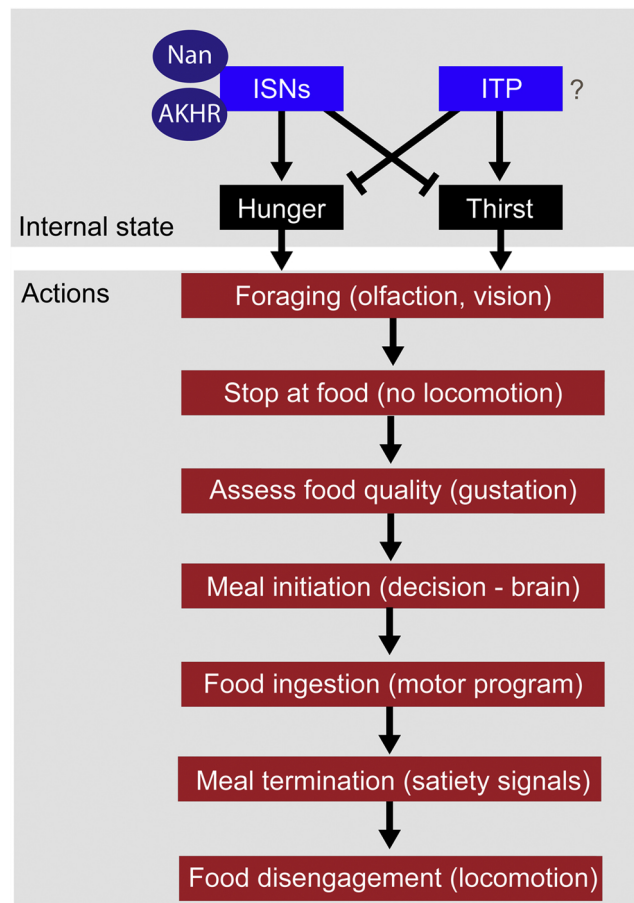 Nan
ISNs
ITP
?
AKHR
Hunger
Thirst
Internal state
Actions
Foraging (olfaction, vision)
Stop at food (no locomotion)
Assess food quality (gustation)
Meal initiation (decision - brain)
Food ingestion (motor program)
Meal termination (satiety signals)
Food disengagement (locomotion)